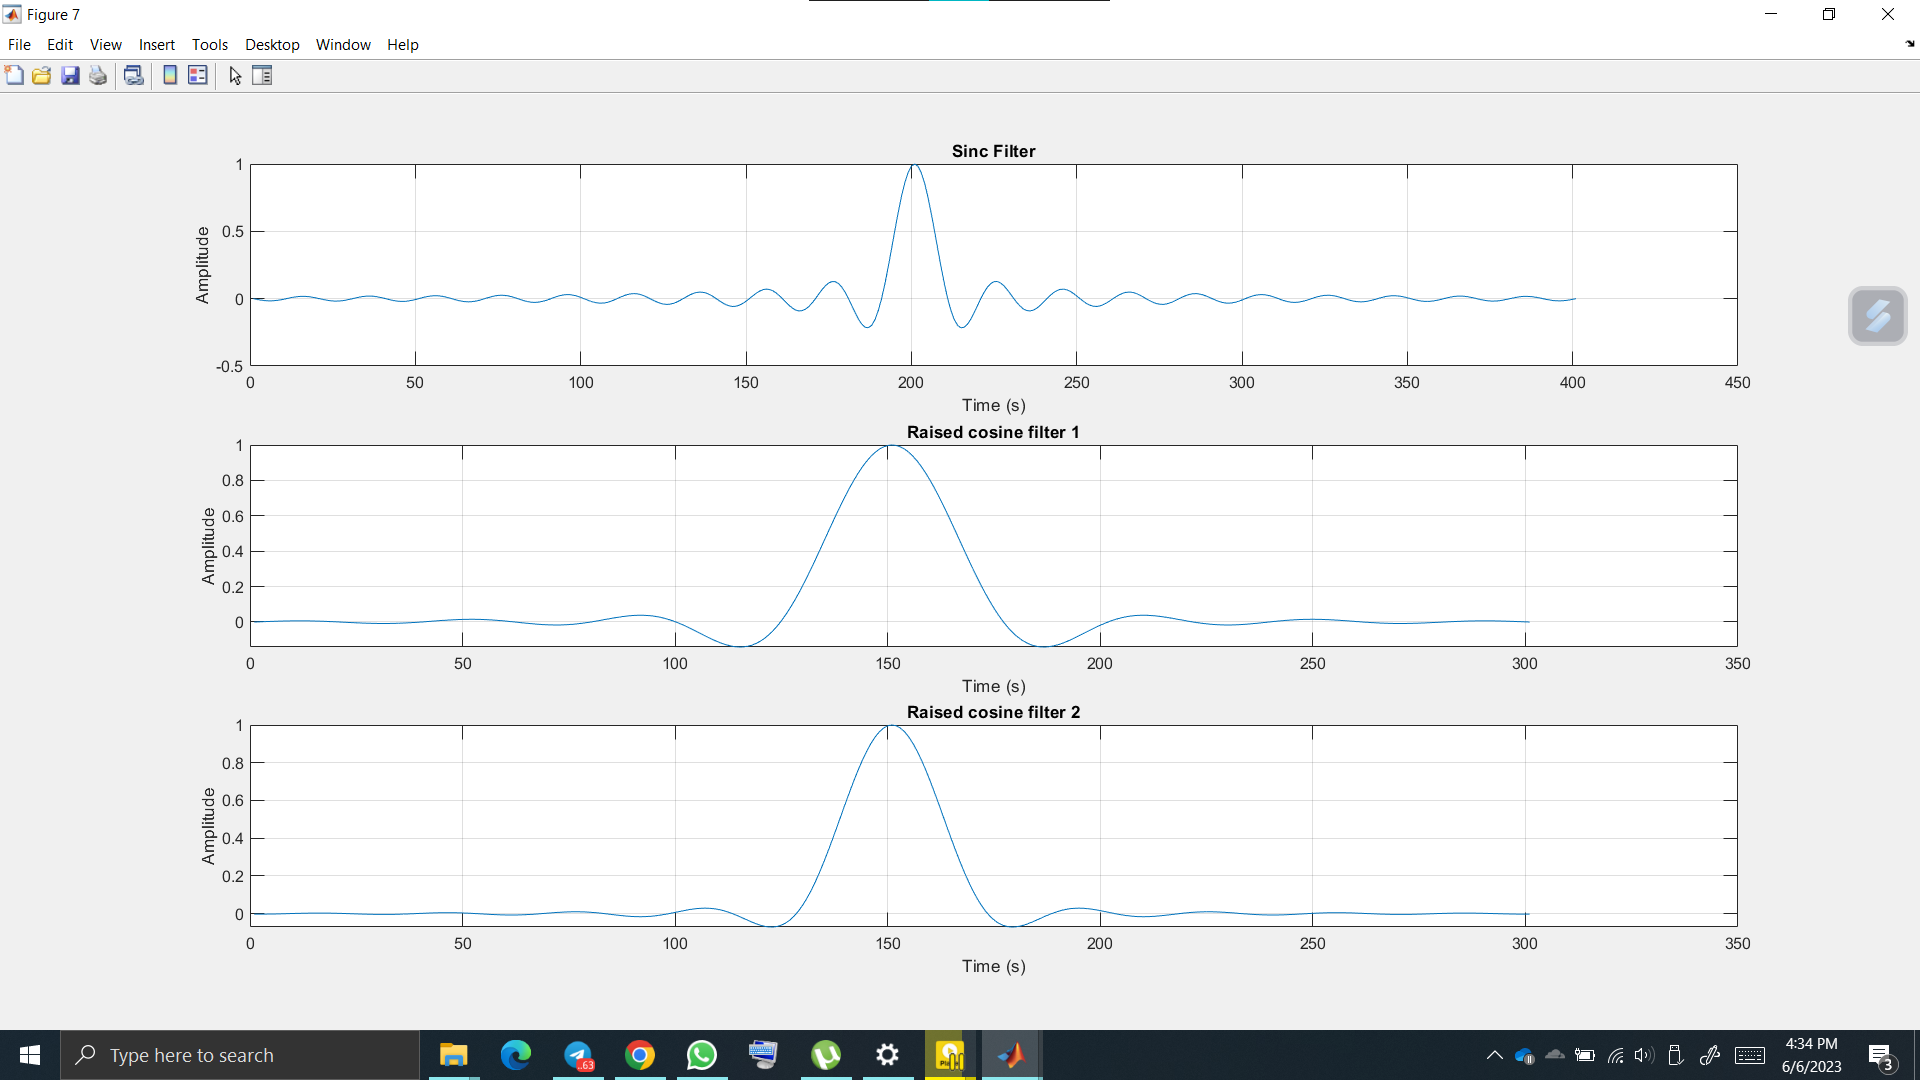 Figure 7
File Edit View Insert Tools Desktop Window Help
Sinc Filter
1
0.5
0
-0.5
Amplitude
0 50 100 150 200 250 300 350 400 450
Time (s)
Raised cosine filter 1
1
0.8
0.6
0.4
0.2
0
Amplitude
0 50 100 150 200 250 300 350
Time (s)
Raised cosine filter 2
1
0.8
0.6
0.4
0.2
0
Amplitude
0 50 100 150 200 250 300 350
Time (s)
Type here to search
63
4:34 PM
6/6/2023
3